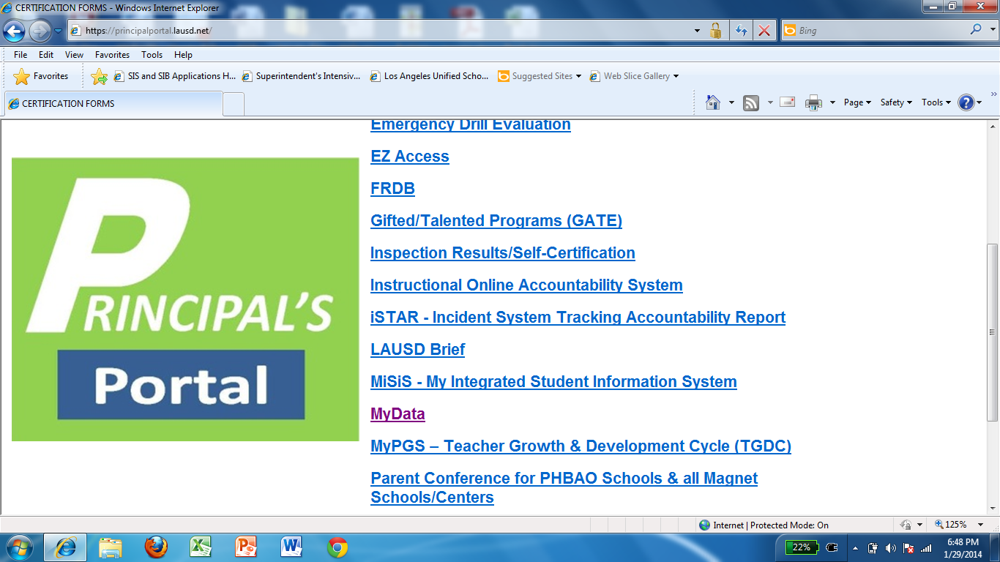 CERTIFICATION FORMS - Windows Internet Explorer
https://principalportal.lausd.net/
Bing
File Edit View Favorites Tools Help
Favorites SIS and SIB Applications H... Superintendent's Intensiv... Los Angeles Unified Scho... Suggested Sites Web Slice Gallery
CERTIFICATION FORMS
Page Safety Tools
Emergency Drill Evaluation
EZ Access
FRDB
Gifted/Talented Programs (GATE)
Inspection Results/Self-Certification
Instructional Online Accountability System
iSTAR - Incident System Tracking Accountability Report
LAUSD Brief
MiSiS - My Integrated Student Information System
MyData
MyPGS – Teacher Growth & Development Cycle (TGDC)
Parent Conference for PHBAO Schools & all Magnet
Schools/Centers
PRINCIPAL'S
Portal
Internet | Protected Mode: On
125%
22%
6:48 PM
1/29/2014